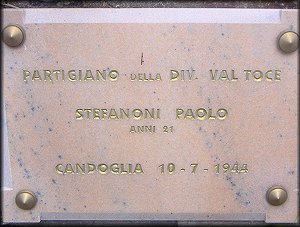 PARTIGIANO DELLA DIV. VAL TOCE
STEFANONI PAOLO
ANNI 21
CANDOGLIA 10-7-1944